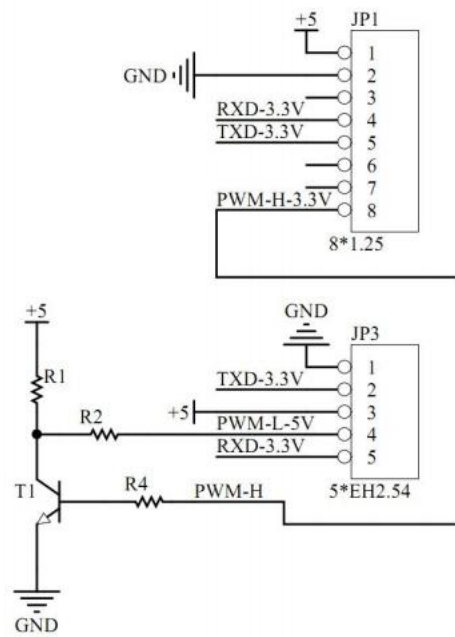 +5 JP1
1
GND 2
3
RXD-3.3V 4
TXD-3.3V 5
6
7
PWM-H-3.3V 8
8*1.25
GND
+5 JP3
1
R1 TXD-3.3V 2
+5 3
R2 PWM-L-5V 4
RXD-3.3V 5
T1 R4 PWM-H 5*EH2.54
GND